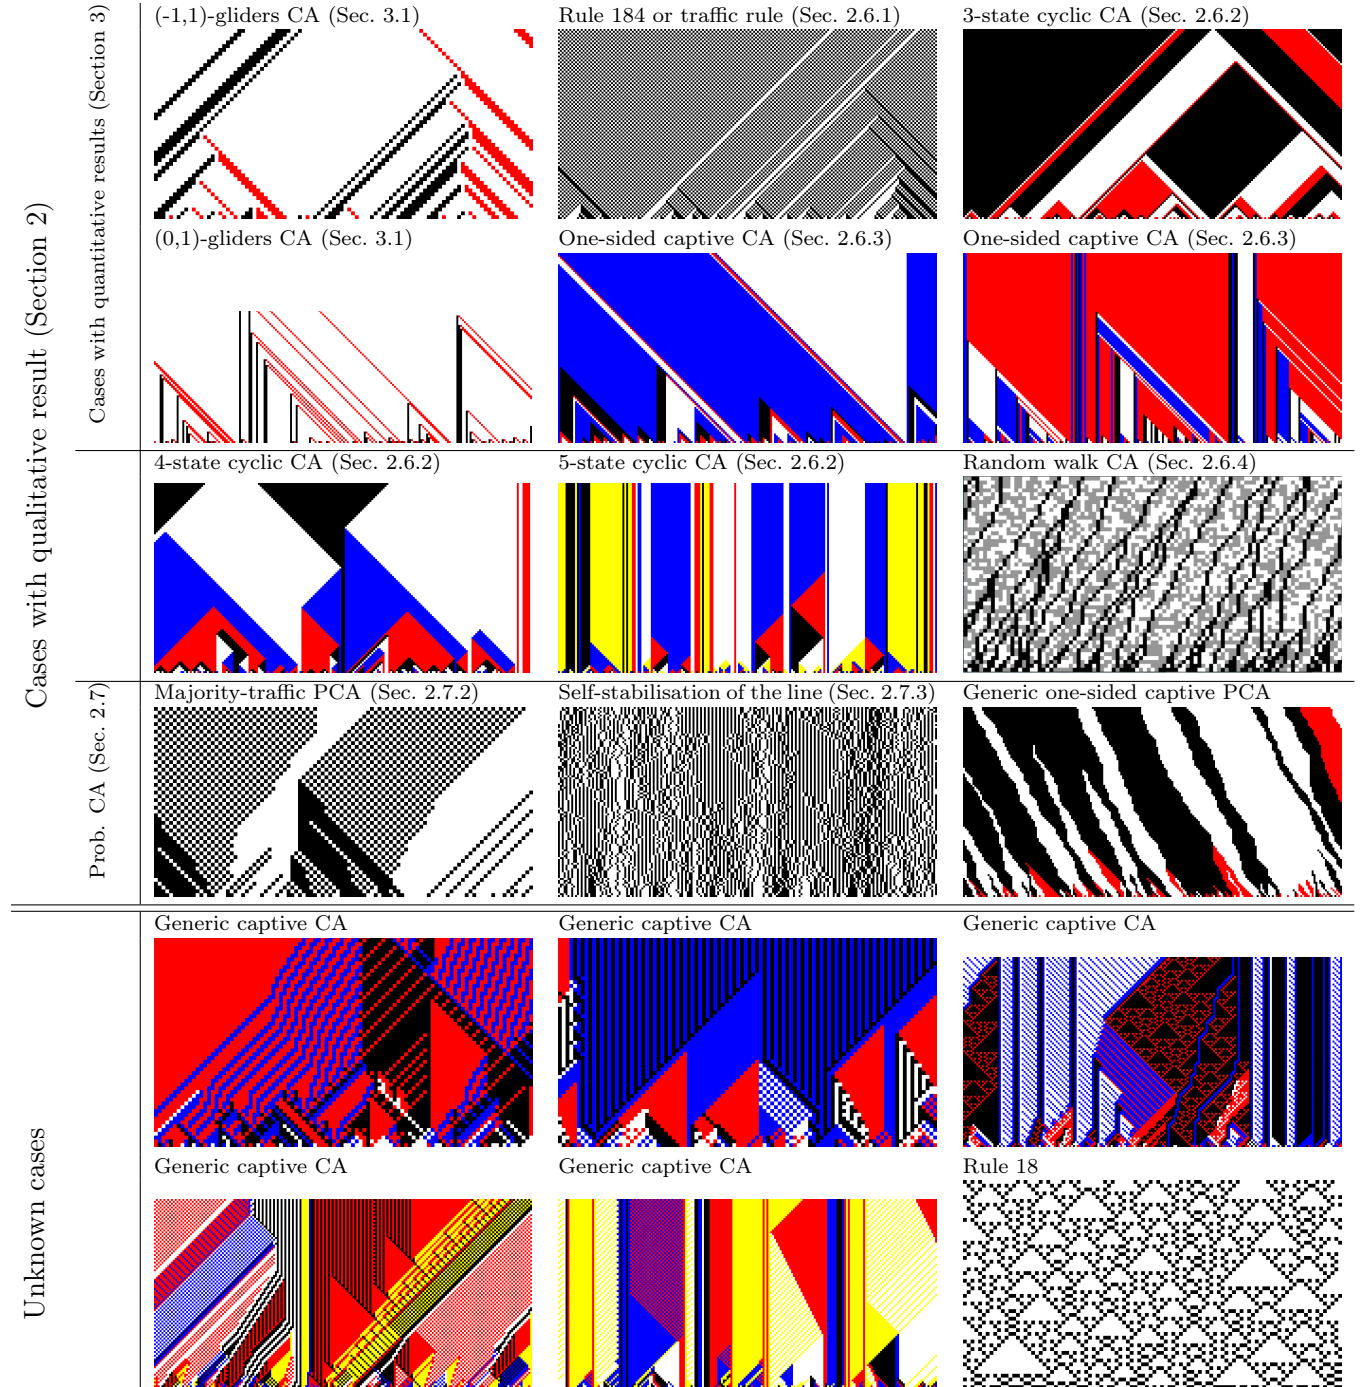 Cases with qualitative result (Section 2)
Cases with quantitative results (Section 3)
(-1,1)-gliders CA (Sec. 3.1)
Rule 184 or traffic rule (Sec. 2.6.1)
3-state cyclic CA (Sec. 2.6.2)
(0,1)-gliders CA (Sec. 3.1)
One-sided captive CA (Sec. 2.6.3)
One-sided captive CA (Sec. 2.6.3)
4-state cyclic CA (Sec. 2.6.2)
5-state cyclic CA (Sec. 2.6.2)
Random walk CA (Sec. 2.6.4)
Prob. CA (Sec. 2.7)
Majority-traffic PCA (Sec. 2.7.2)
Self-stabilisation of the line (Sec. 2.7.3)
Generic one-sided captive PCA
Unknown cases
Generic captive CA
Generic captive CA
Generic captive CA
Generic captive CA
Generic captive CA
Rule 18